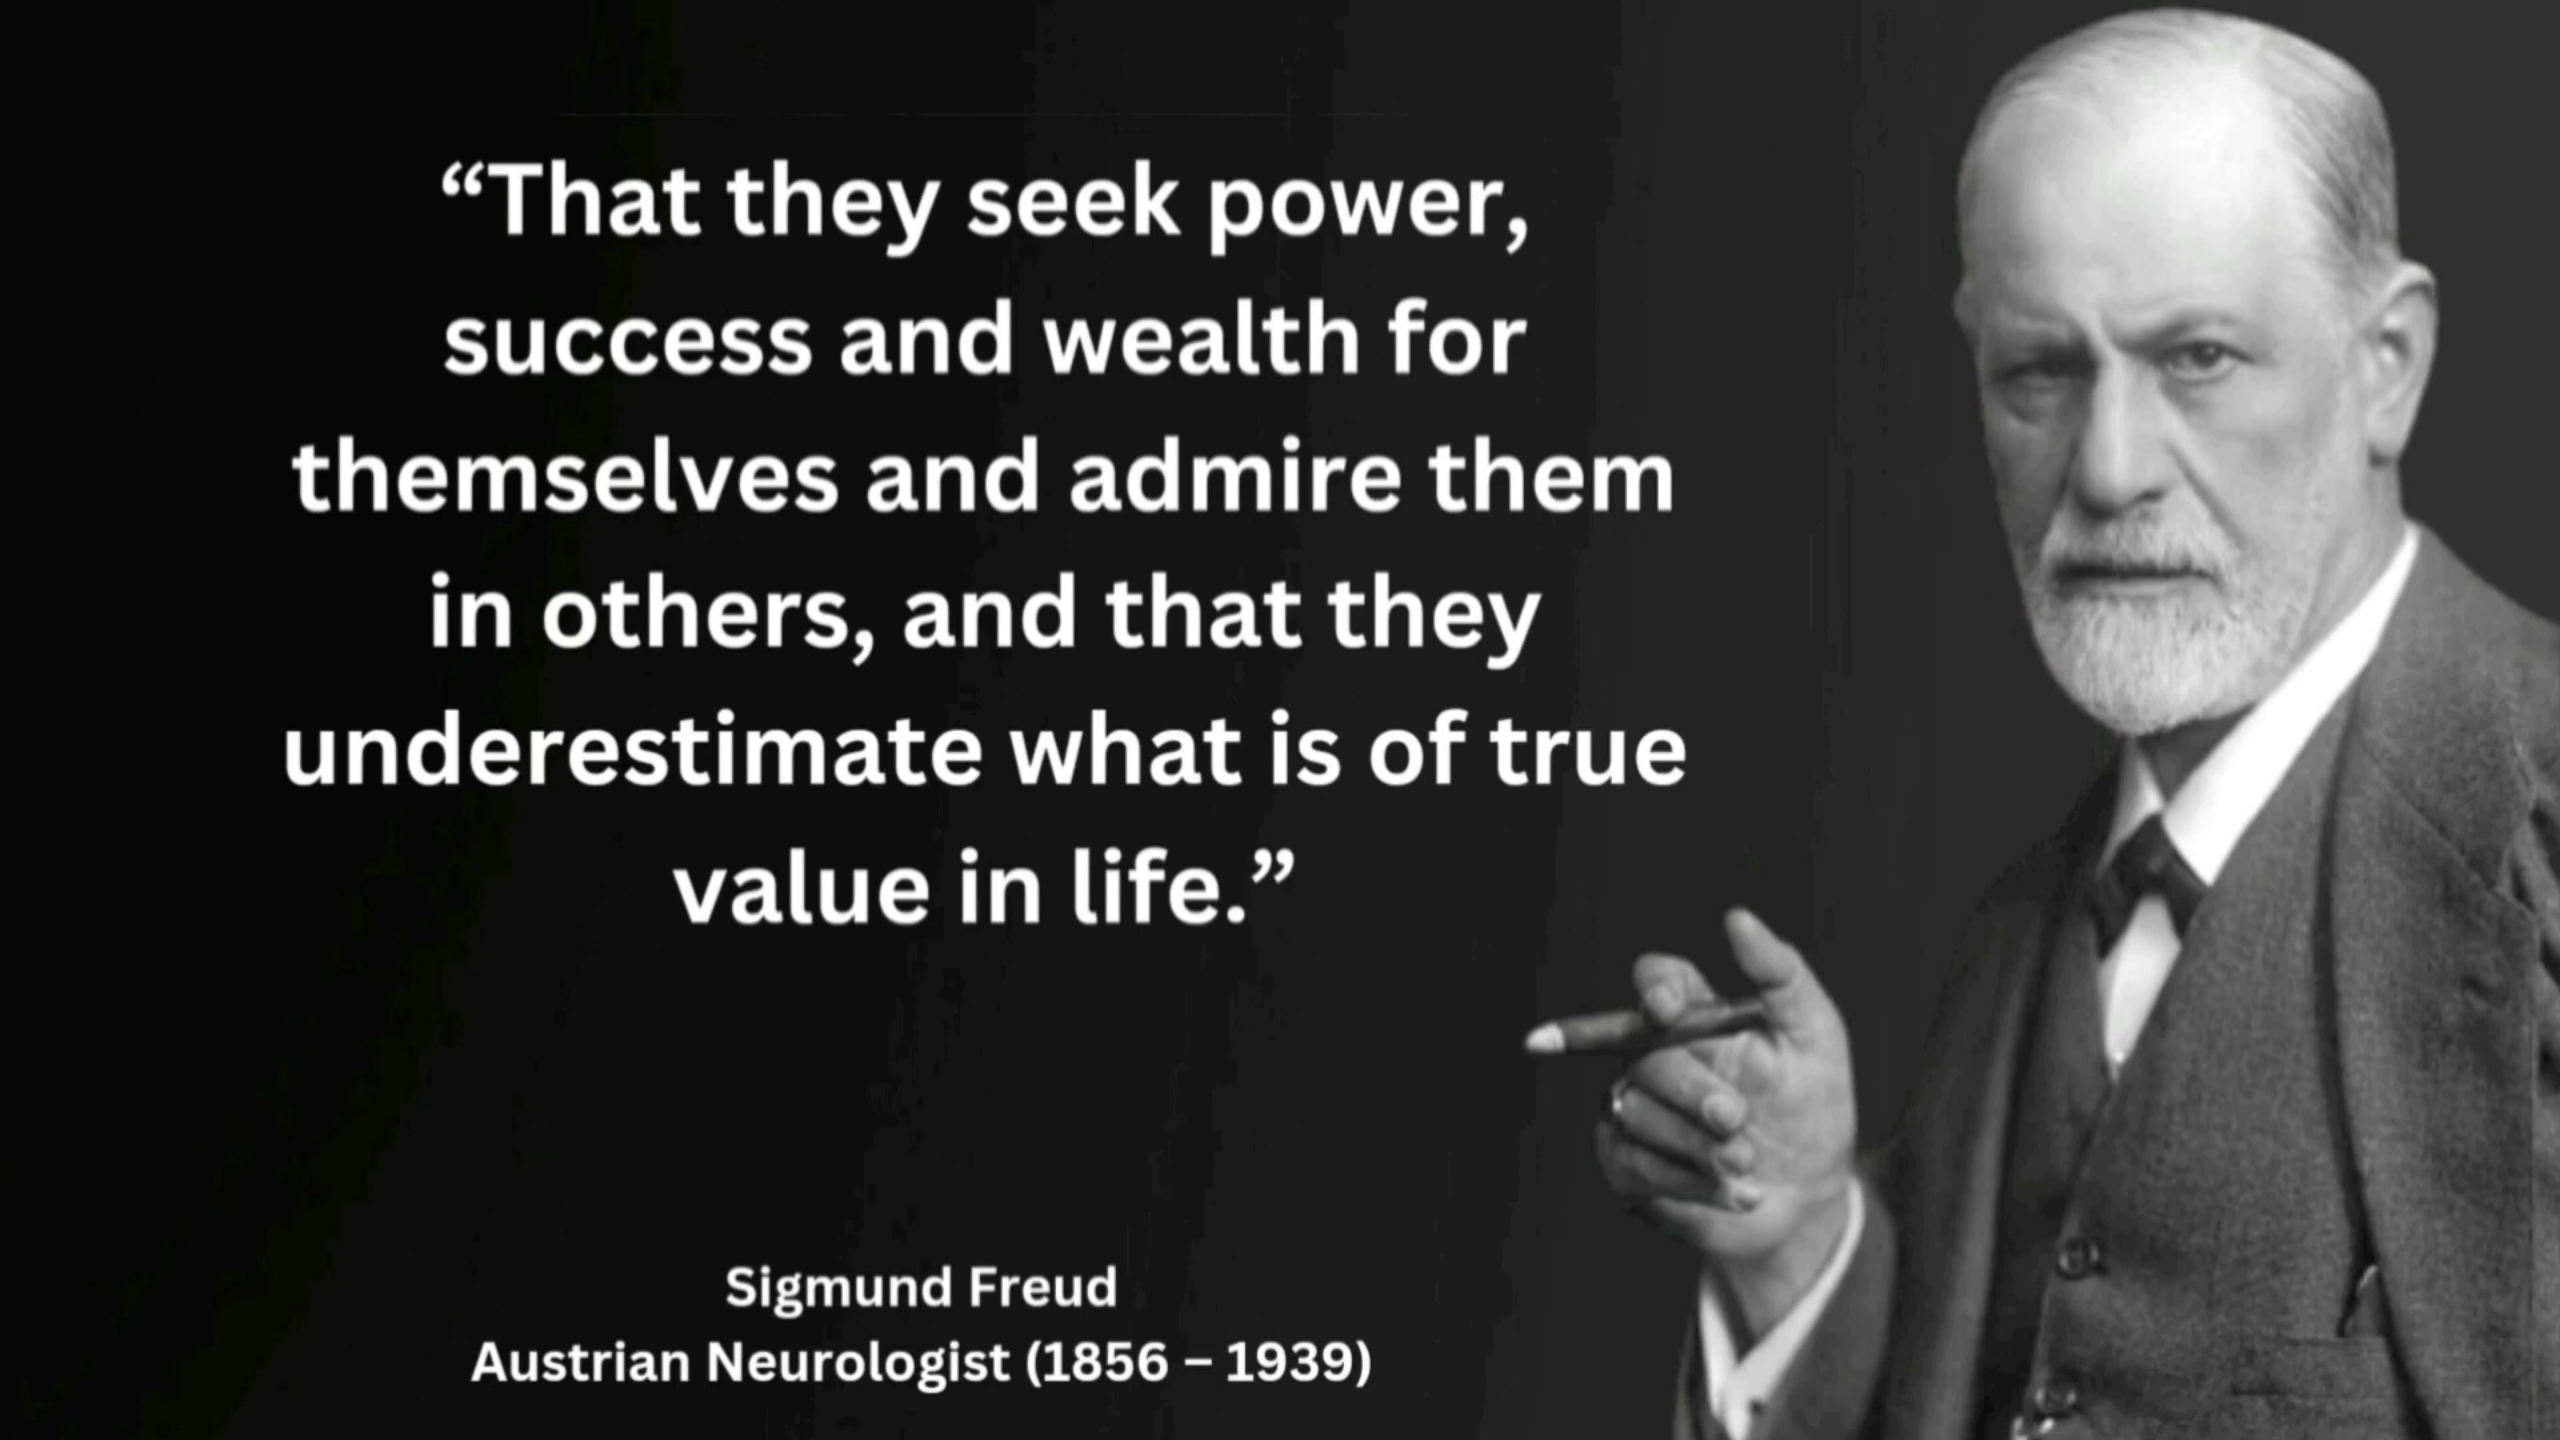 “That they seek power,
success and wealth for
themselves and admire them
in others, and that they
underestimate what is of true
value in life.”
Sigmund Freud
Austrian Neurologist (1856 – 1939)